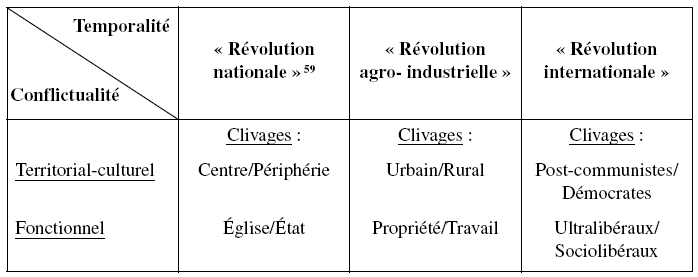 Temporalité
Conflictualité
« Révolution
nationale » 59
« Révolution
agro- industrielle »
« Révolution
internationale »
Clivages :
Clivages :
Clivages :
Territorial-culturel
Centre/Périphérie
Urbain/Rural
Post-communistes/
Démocrates
Fonctionnel
Église/État
Propriété/Travail
Ultralibéraux/
Sociolibéraux